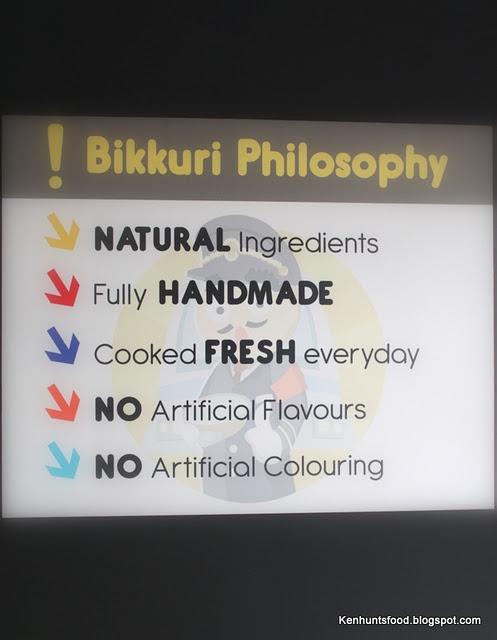 ! Bikkuri Philosophy
NATURAL Ingredients
Fully HANDMADE
Cooked FRESH everyday
NO Artificial Flavours
NO Artificial Colouring
Kenhuntsfood.blogspot.com